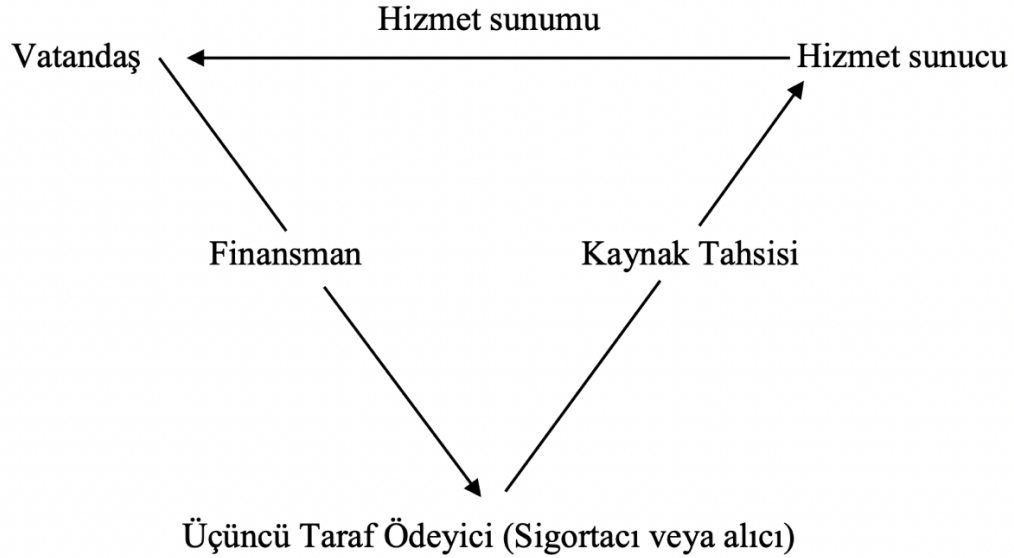 Hizmet sunumu
Vatandaş
Hizmet sunucu
Finansman
Kaynak Tahsisi
Üçüncü Taraf Ödeyici (Sigortacı veya alıcı)